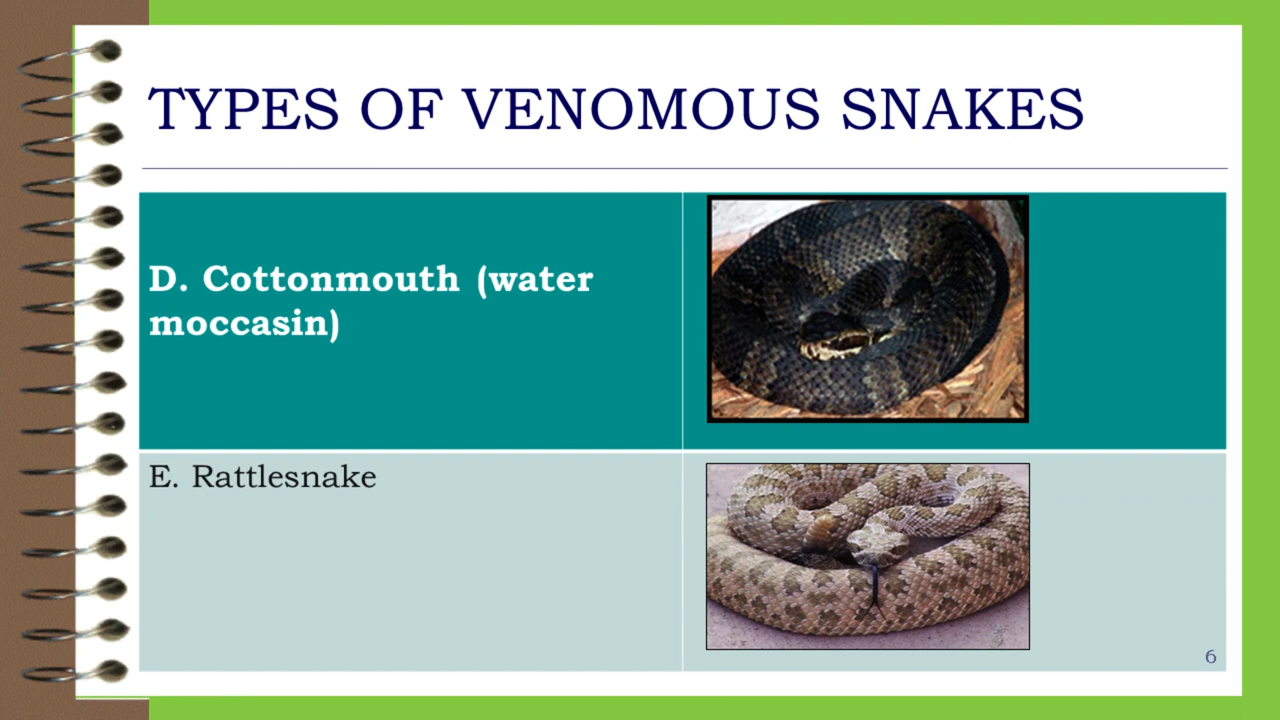 TYPES OF VENOMOUS SNAKES
D. Cottonmouth (water
moccasin)
E. Rattlesnake
6